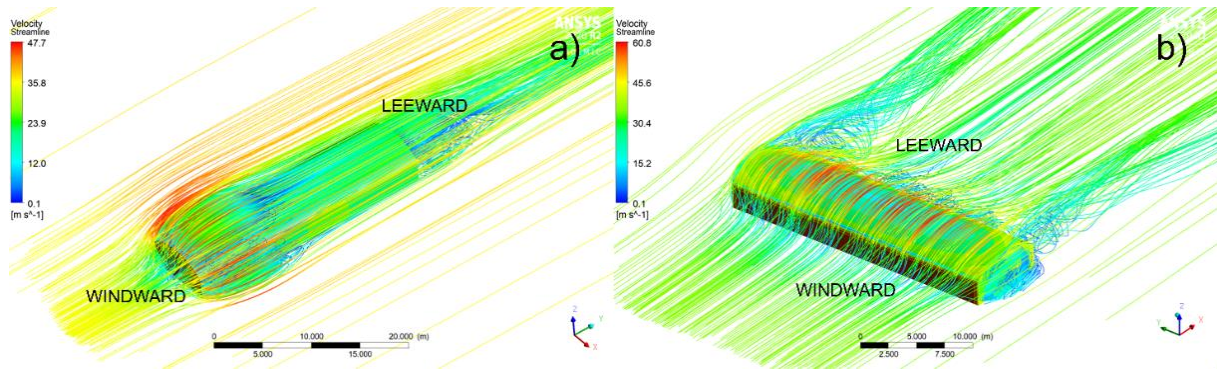 Velocity
Streamline
47.7
35.8
23.9
12.0
0.1
[m s^-1]
ANSYS
a)
LEEWARD
WINDWARD
0 10.000 20.000 (m)
5.000 15.000
Z
Y
X
Velocity
Streamline
60.8
45.6
30.4
15.2
0.1
[m s^-1]
ANSYS
b)
LEEWARD
WINDWARD
0 5.000 10.000 (m)
2.500 7.500
Z
Y
X